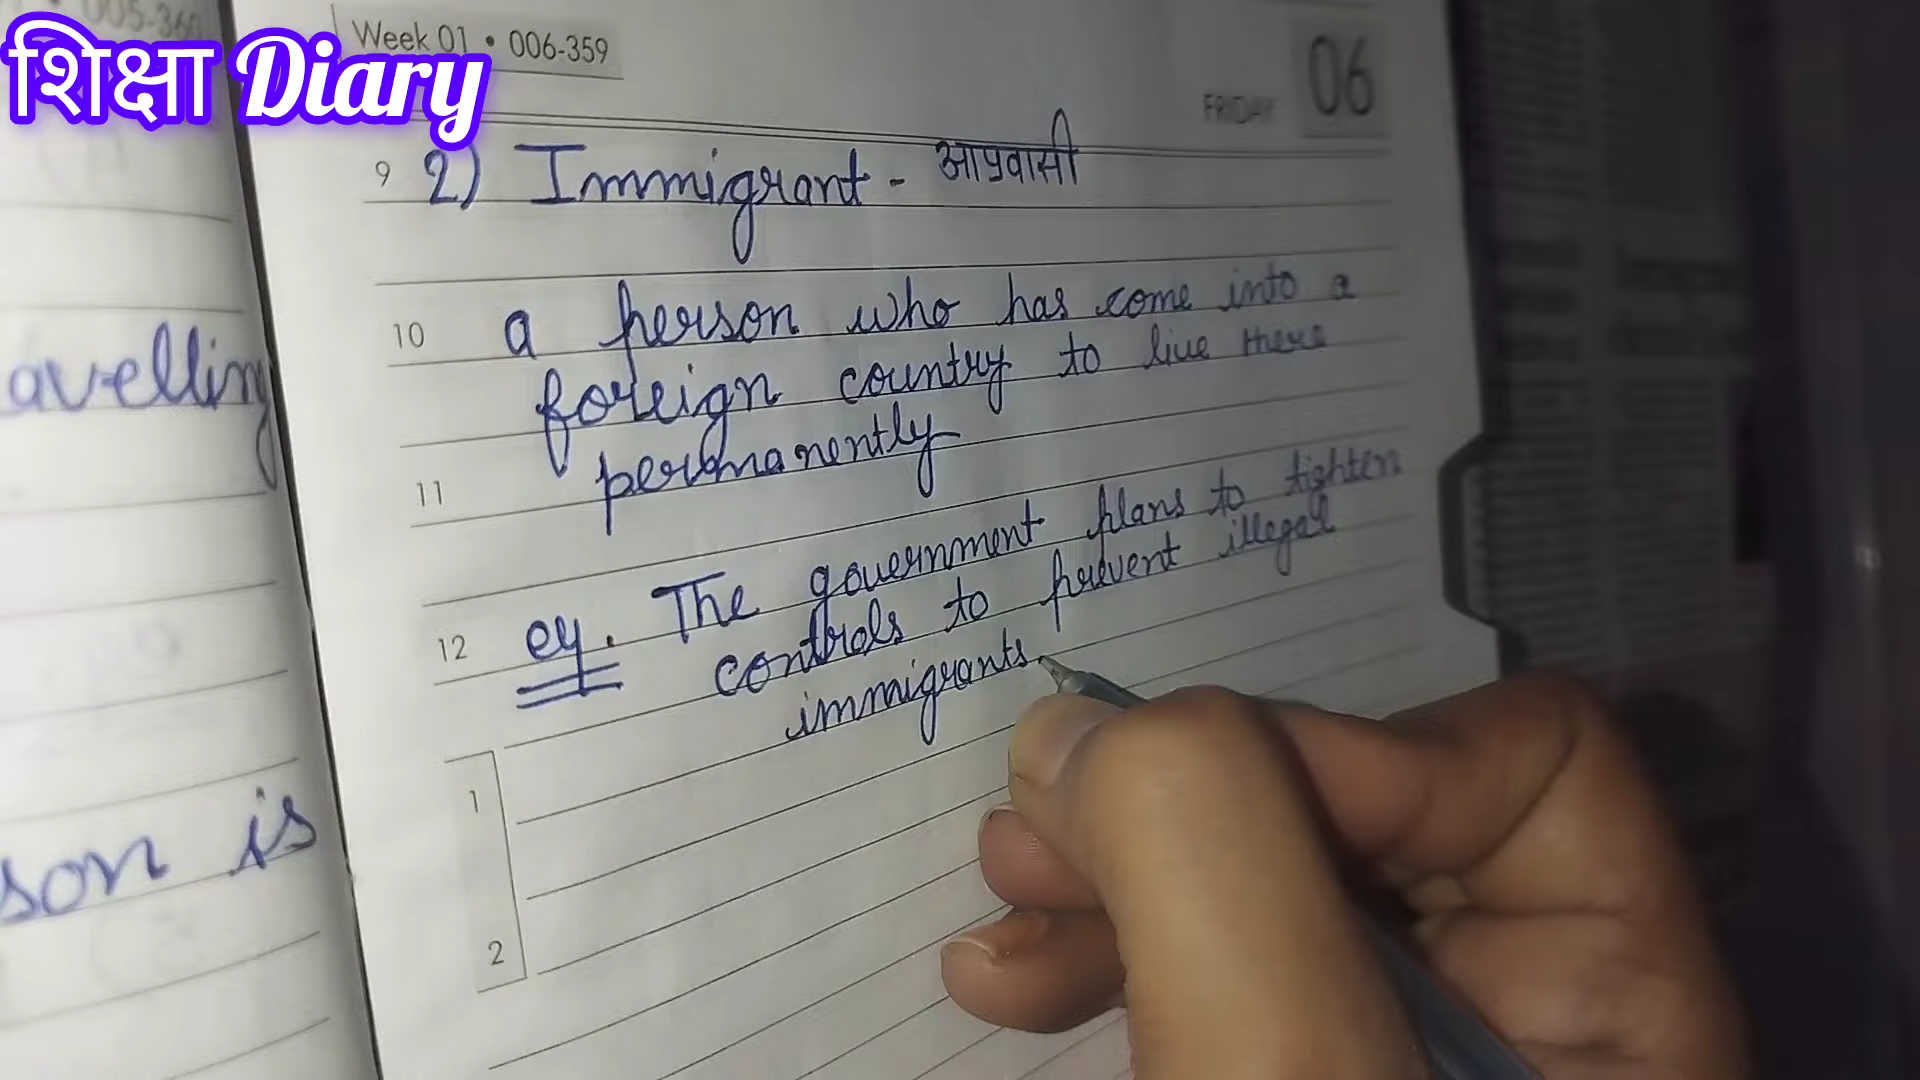 005-360
शिक्षा Diary
Week 01 • 006-359
FRIDAY 06
9 2) Immigrant - आप्रवासी
10 a person who has come into a
foreign country to live there
11 permanently
12 eg. The government plans to tighten
controls to prevent illegal
immigrants.
1
2
avelling
son is